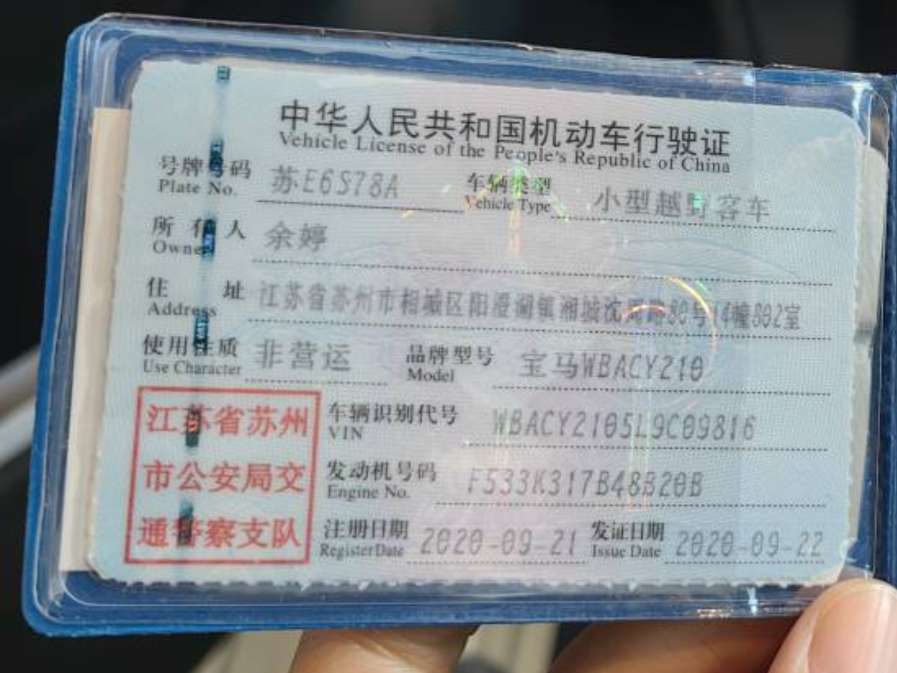 中华人民共和国机动车行驶证
Vehicle License of the People's Republic of China
号牌号码 苏E6S78A 车辆类型 小型越野客车
Plate No. Vehicle Type
所有人 余婷
Owner
住址 江苏省苏州市相城区阳澄湖镇湘城沈周路80号14幢802室
Address
使用性质 非营运 品牌型号 宝马WBACY210
Use Character Model
江苏省苏州 车辆识别代号 WBACY2105L9C09816
VIN
市公安局交 发动机号码 F533K317B48B20B
Engine No.
通警察支队 注册日期 2020-09-21 发证日期 2020-09-22
Register Date Issue Date